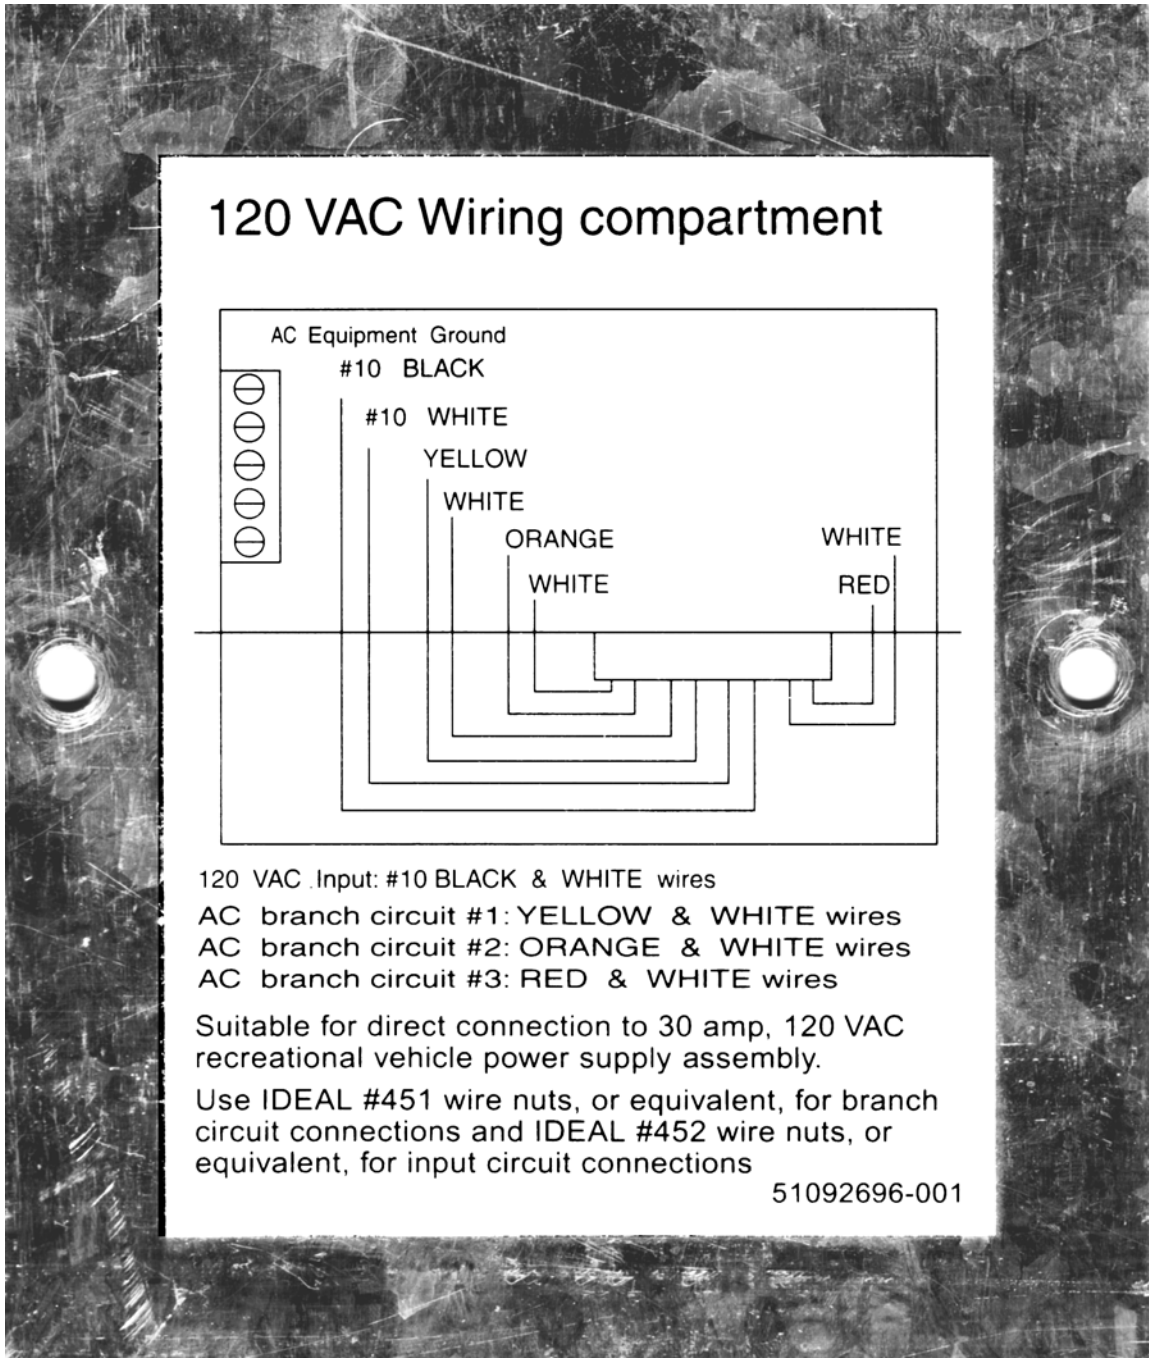 120 VAC Wiring compartment
AC Equipment Ground
#10 BLACK
#10 WHITE
YELLOW
WHITE
ORANGE
WHITE
WHITE
RED
120 VAC Input: #10 BLACK & WHITE wires
AC branch circuit #1: YELLOW & WHITE wires
AC branch circuit #2: ORANGE & WHITE wires
AC branch circuit #3: RED & WHITE wires
Suitable for direct connection to 30 amp, 120 VAC
recreational vehicle power supply assembly.
Use IDEAL #451 wire nuts, or equivalent, for branch
circuit connections and IDEAL #452 wire nuts, or
equivalent, for input circuit connections
51092696-001